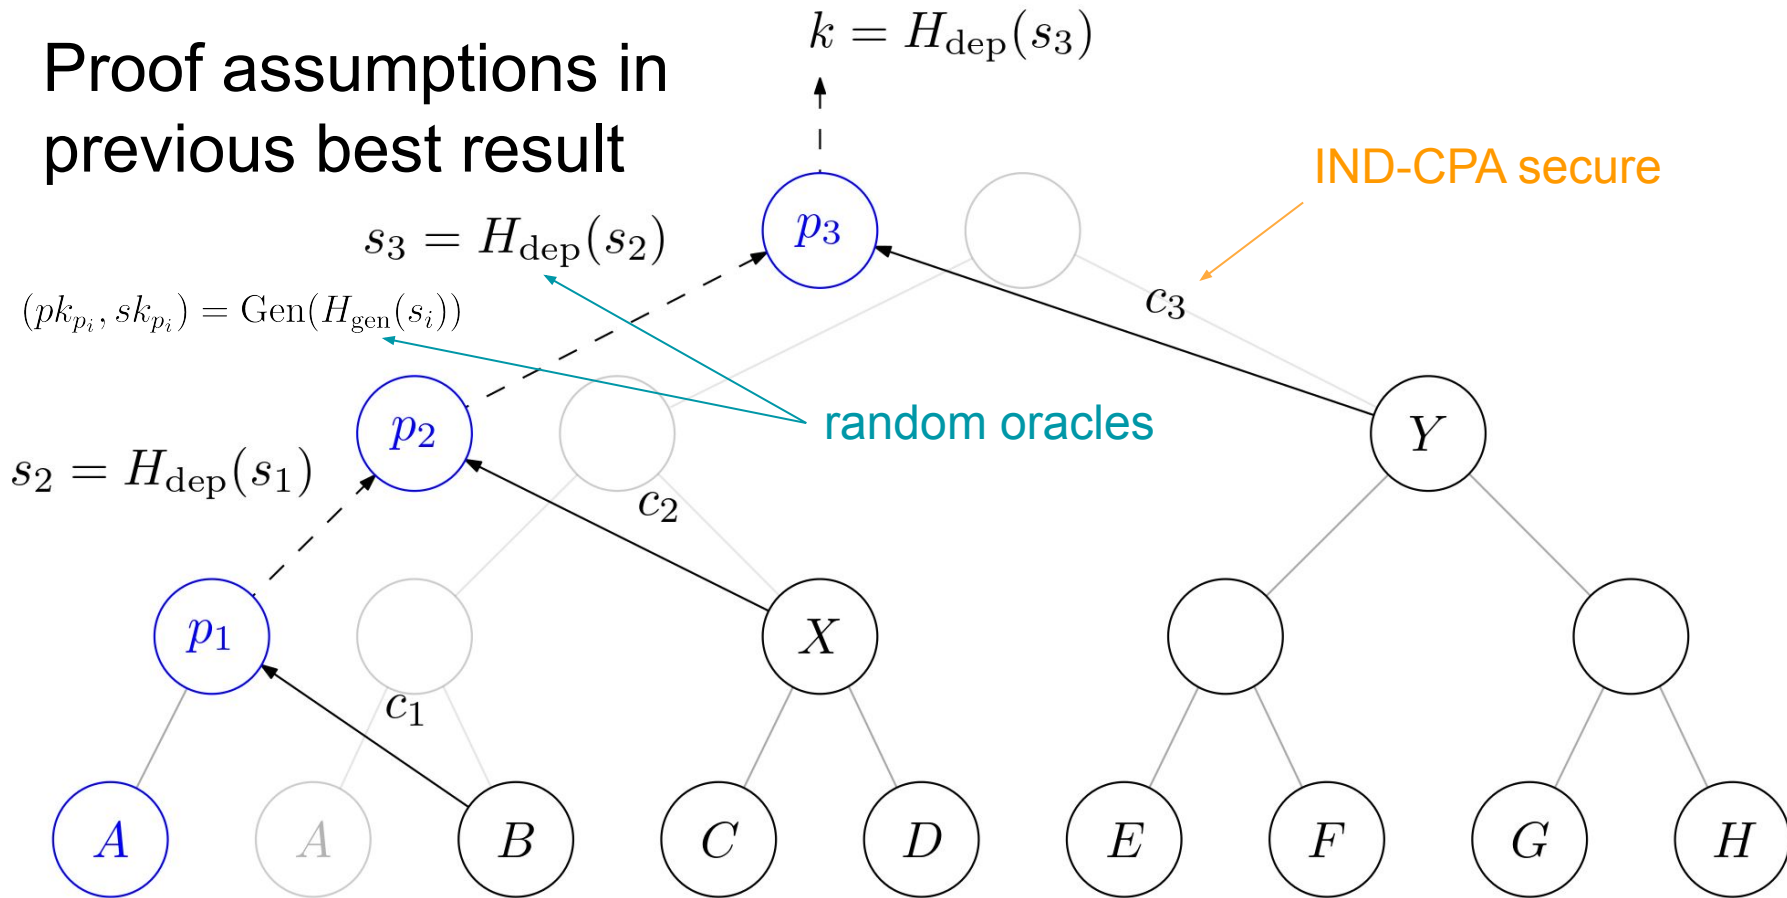 Proof assumptions in
previous best result
k = H_dep(s_3)
IND-CPA secure
p_3
s_3 = H_dep(s_2)
(pk_{p_i}, sk_{p_i}) = Gen(H_gen(s_i))
c_3
random oracles
p_2
Y
s_2 = H_dep(s_1)
c_2
p_1
X
c_1
A
A
B
C
D
E
F
G
H